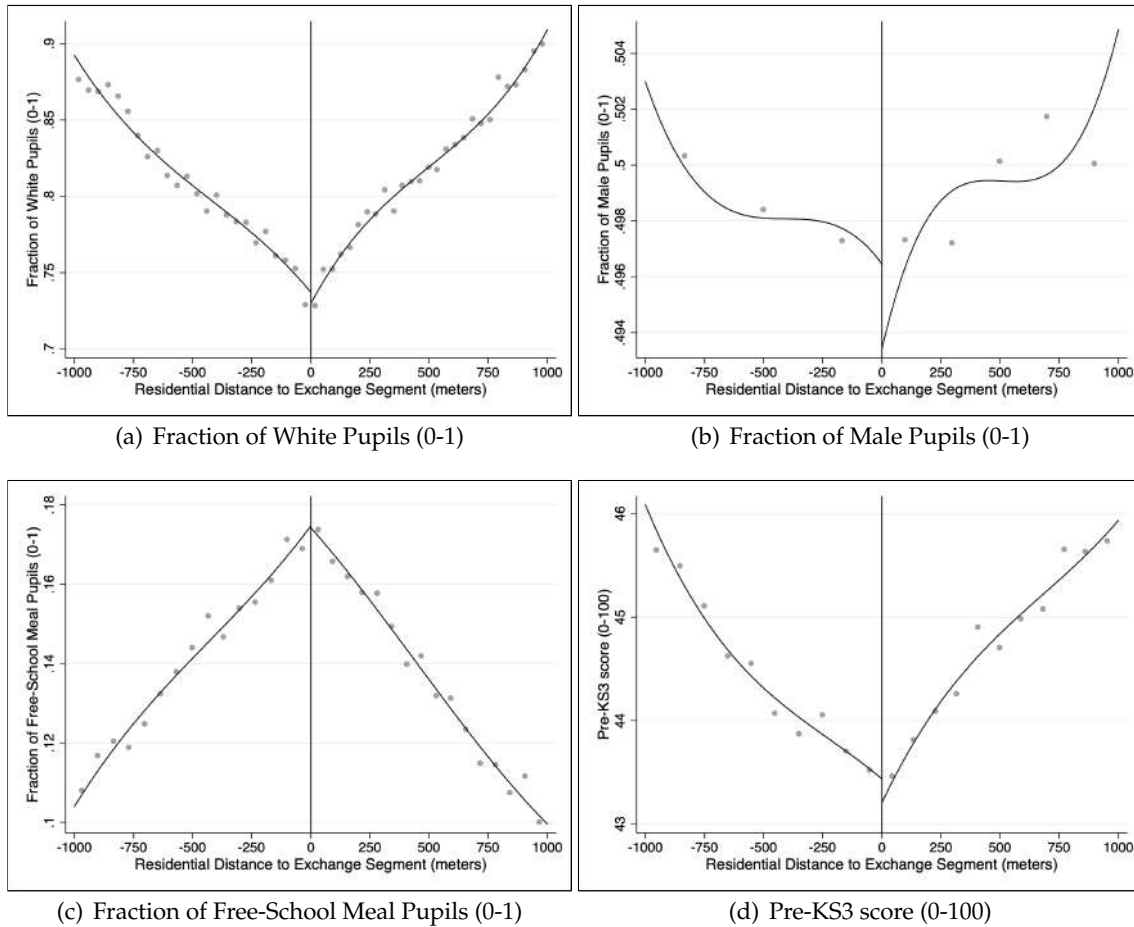 Fraction of White Pupils (0-1)
.9
.85
.8
.75
.7
-1000 -750 -500 -250 0 250 500 750 1000
Residential Distance to Exchange Segment (meters)
(a) Fraction of White Pupils (0-1)
Fraction of Male Pupils (0-1)
.504
.502
.5
.498
.496
.494
-1000 -750 -500 -250 0 250 500 750 1000
Residential Distance to Exchange Segment (meters)
(b) Fraction of Male Pupils (0-1)
Fraction of Free-School Meal Pupils (0-1)
.18
.16
.14
.12
.1
-1000 -750 -500 -250 0 250 500 750 1000
Residential Distance to Exchange Segment (meters)
(c) Fraction of Free-School Meal Pupils (0-1)
Pre-KS3 score (0-100)
46
45
44
43
-1000 -750 -500 -250 0 250 500 750 1000
Residential Distance to Exchange Segment (meters)
(d) Pre-KS3 score (0-100)